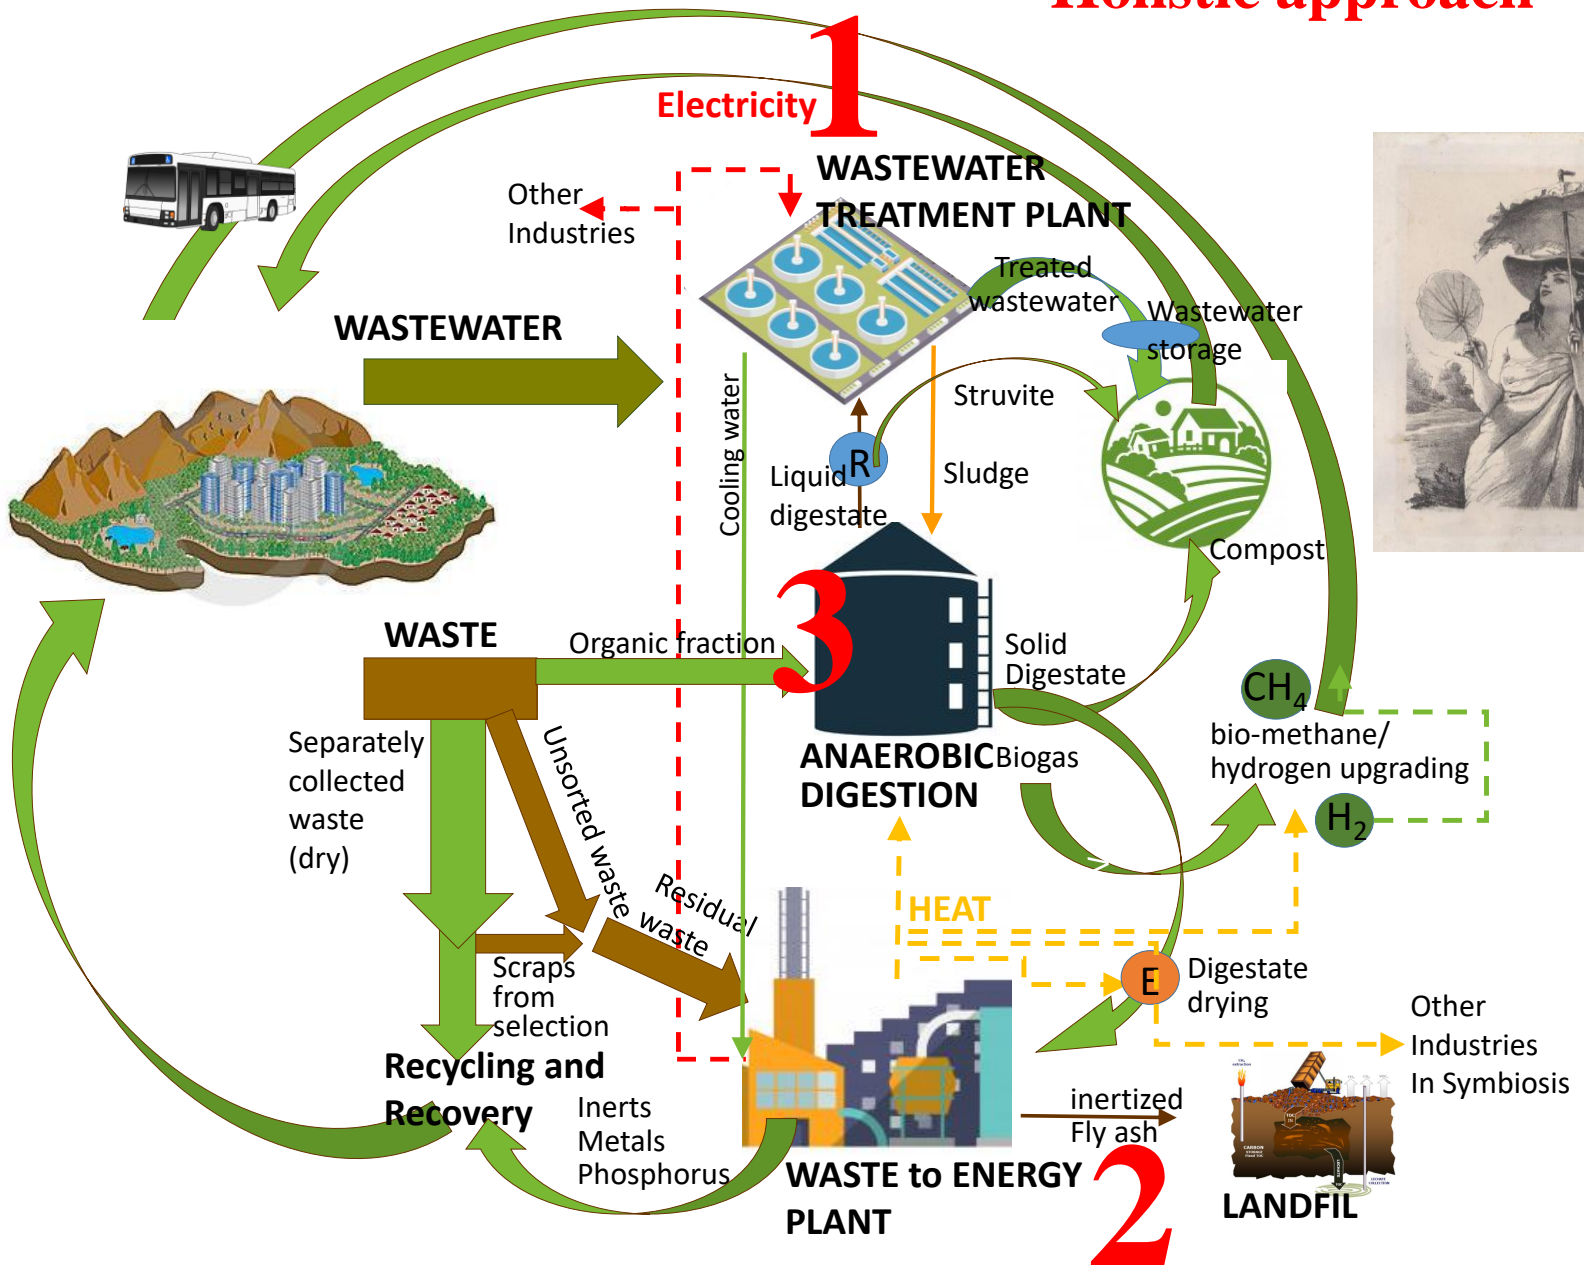 Holistic approach
1
Electricity
WASTEWATER
TREATMENT PLANT
Other
Industries
Treated
wastewater
Wastewater
storage
WASTEWATER
Cooling water
Struvite
R
Liquid
digestate
Sludge
Compost
3
WASTE
Organic fraction
Solid
Digestate
CH4
bio-methane/
hydrogen upgrading
H2
Separately
collected
waste
(dry)
Unsorted waste
ANAEROBIC
DIGESTION
Biogas
Residual
waste
HEAT
Scraps
from
selection
E
Digestate
drying
Other
Industries
In Symbiosis
Recycling and
Recovery
Inerts
Metals
Phosphorus
inertized
Fly ash
CARBON
STORAGE
WASTE to ENERGY
PLANT
2
LANDFIL